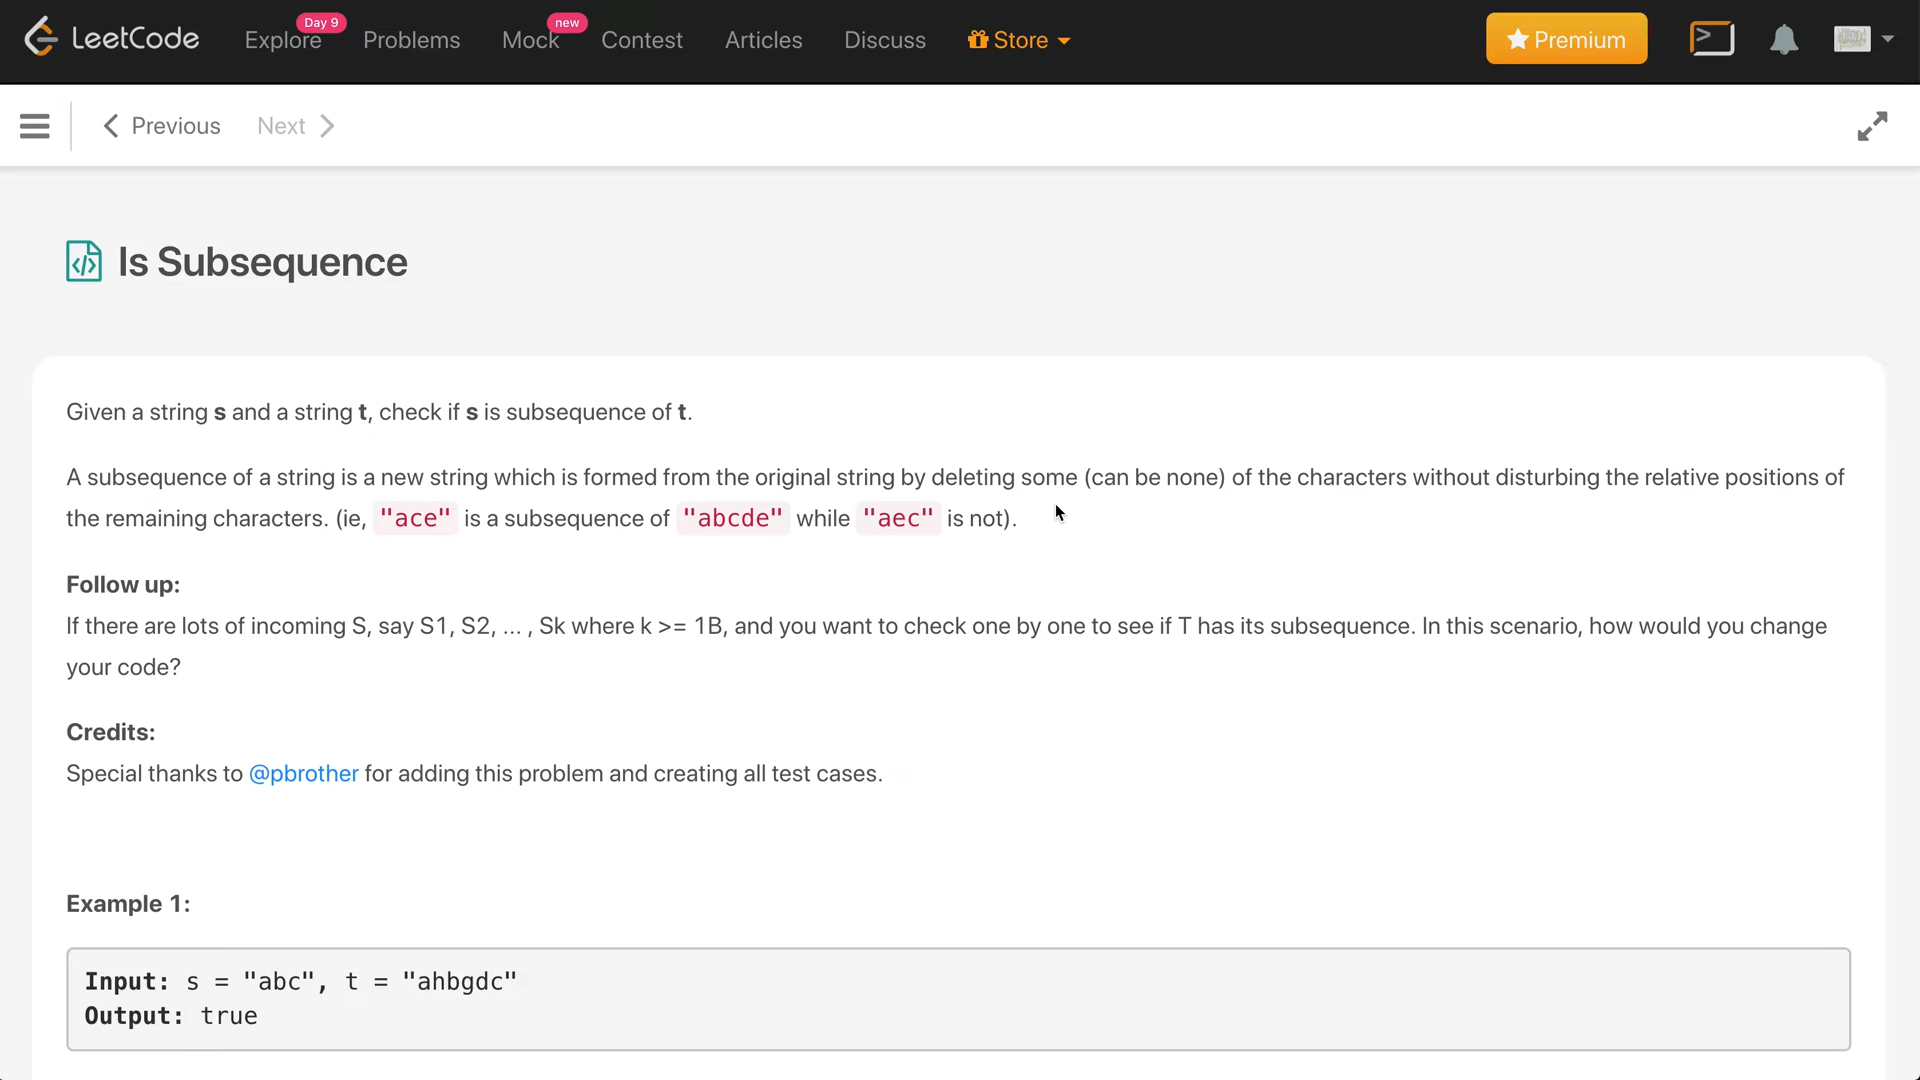 LeetCode Explore Day 9 Problems Mock new Contest Articles Discuss Store Premium
Previous Next
Is Subsequence
Given a string s and a string t, check if s is subsequence of t.
A subsequence of a string is a new string which is formed from the original string by deleting some (can be none) of the characters without disturbing the relative positions of
the remaining characters. (ie, "ace" is a subsequence of "abcde" while "aec" is not).
Follow up:
If there are lots of incoming S, say S1, S2, ... , Sk where k >= 1B, and you want to check one by one to see if T has its subsequence. In this scenario, how would you change
your code?
Credits:
Special thanks to @pbrother for adding this problem and creating all test cases.
Example 1:
Input: s = "abc", t = "ahbgdc"
Output: true